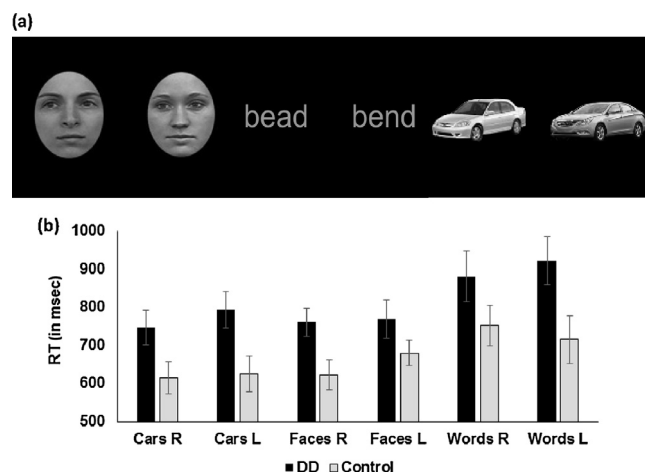 (a)
bead bend
(b)
1000
900
800
700
600
500
RT (in msec)
Cars R Cars L Faces R Faces L Words R Words L
DD Control